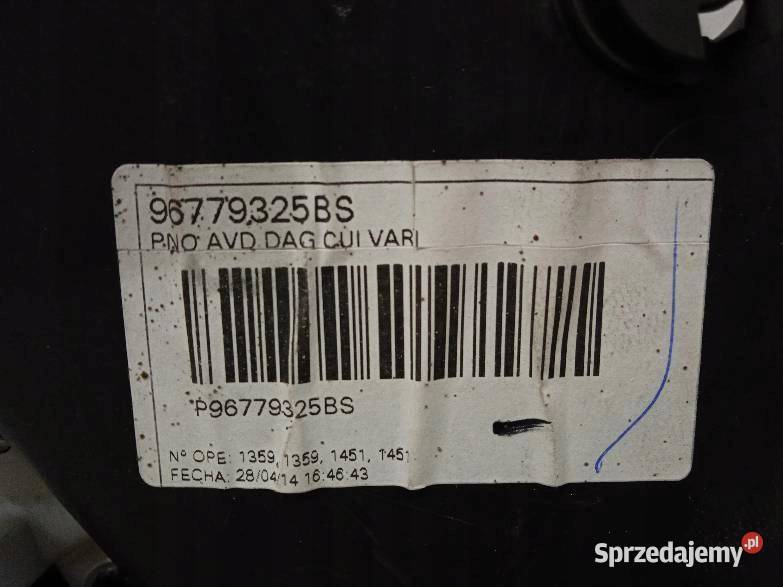 96779325BS
PNO AVD DAG CUI VARI
P96779325BS
Nº OPE: 1359, 1359, 1451, 1451
FECHA: 28/04/14 16:46:43
Sprzedajemy.pl